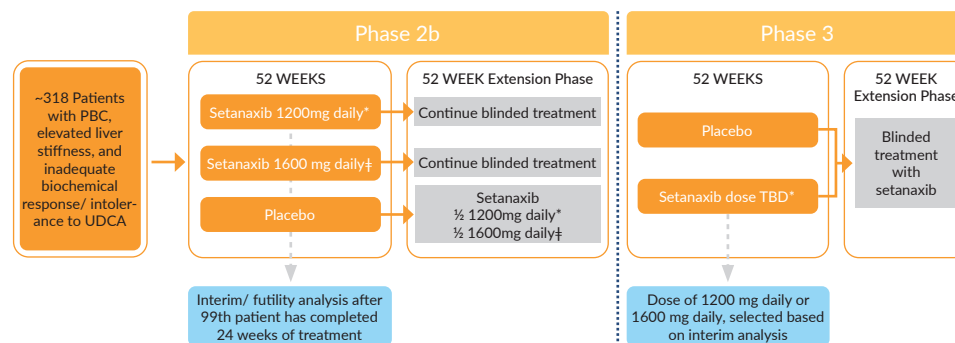 Phase 2b
Phase 3
~318 Patients
with PBC,
elevated liver
stiffness, and
inadequate
biochemical
response/ intoler-
ance to UDCA
52 WEEKS
Setanaxib 1200mg daily*
Setanaxib 1600 mg daily‡
Placebo
52 WEEK Extension Phase
Continue blinded treatment
Continue blinded treatment
Setanaxib
½ 1200mg daily*
½ 1600mg daily‡
Interim/ futility analysis after
99th patient has completed
24 weeks of treatment
52 WEEKS
Placebo
Setanaxib dose TBD*
52 WEEK
Extension Phase
Blinded
treatment
with
setanaxib
Dose of 1200 mg daily or
1600 mg daily, selected based
on interim analysis